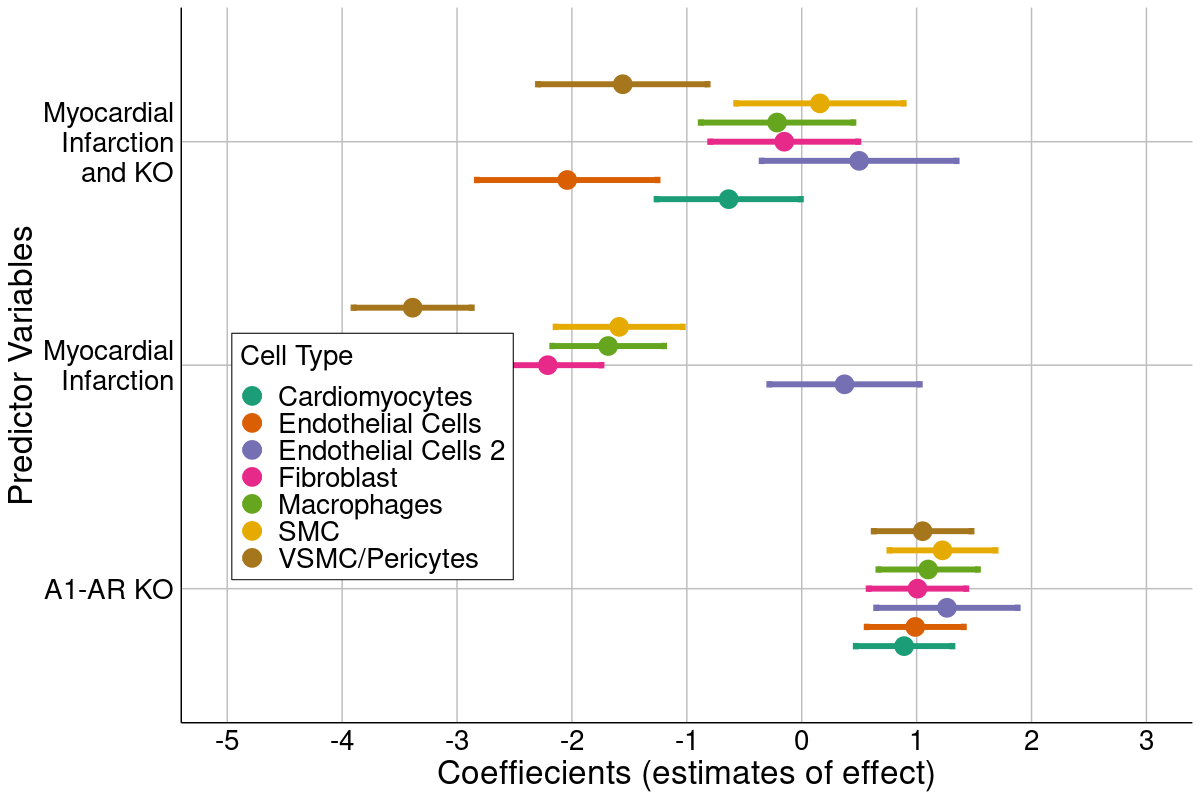 Myocardial
Infarction
and KO
Predictor Variables
Myocardial
Infarction
Cell Type
Cardiomyocytes
Endothelial Cells
Endothelial Cells 2
Fibroblast
Macrophages
SMC
VSMC/Pericytes
A1-AR KO
-5 -4 -3 -2 -1 0 1 2 3
Coeffiecients (estimates of effect)